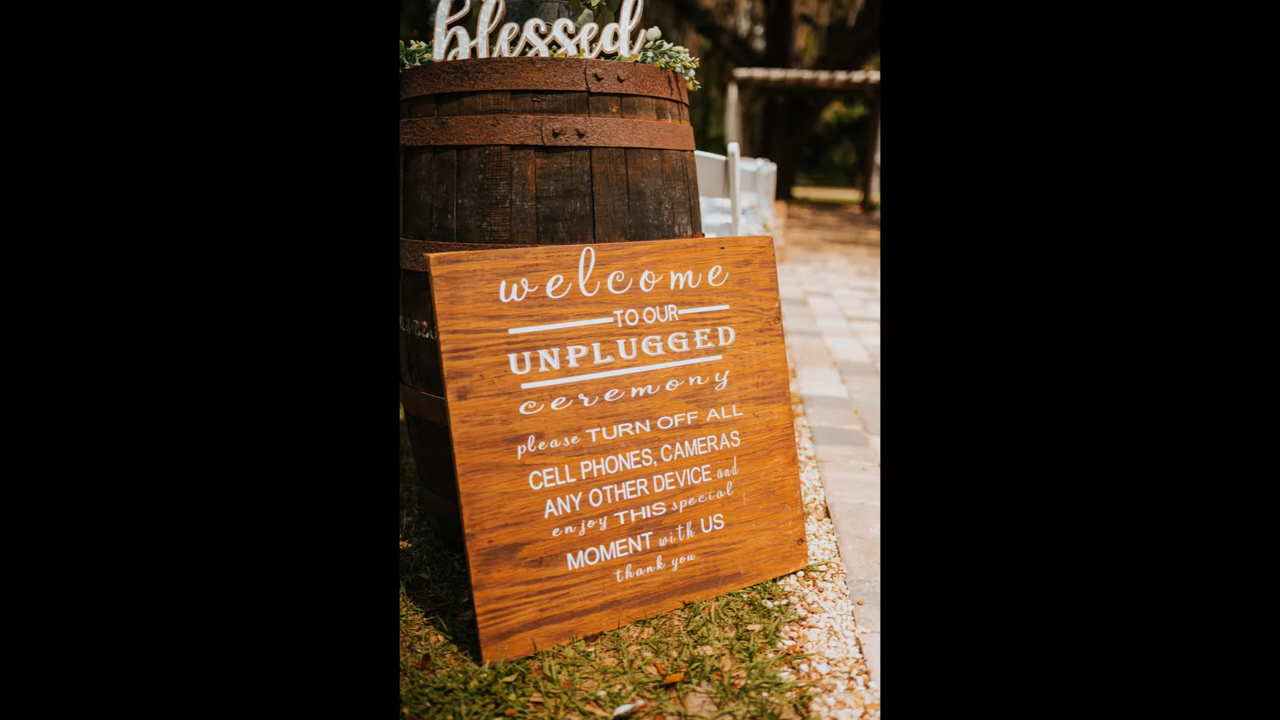 blessed
welcome
TO OUR
UNPLUGGED
ceremony
please TURN OFF ALL
CELL PHONES, CAMERAS
ANY OTHER DEVICE and
enjoy THIS special
MOMENT with US
thank you